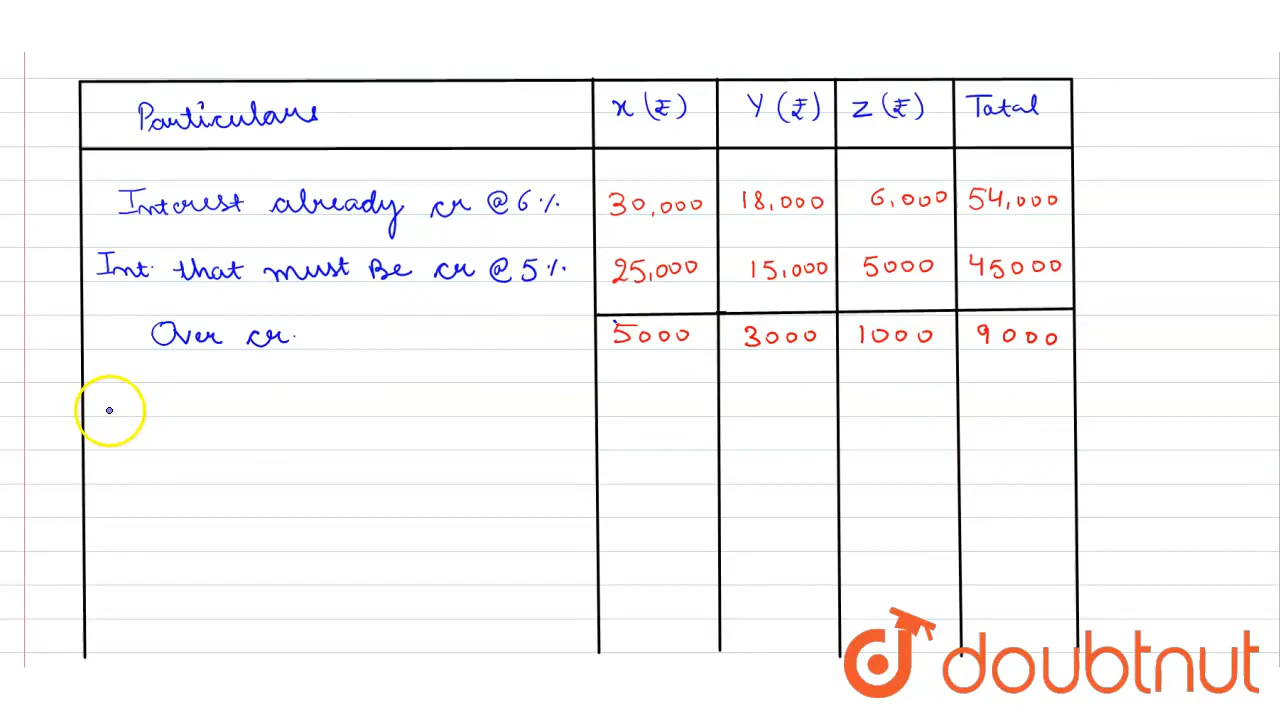 Particulars x (₹) Y (₹) Z (₹) Total
Interest already cr @ 6% 30,000 18,000 6,000 54,000
Int. that must Be cr @ 5% 25,000 15,000 5000 45000
Over cr. 5000 3000 1000 9000
doubtnut